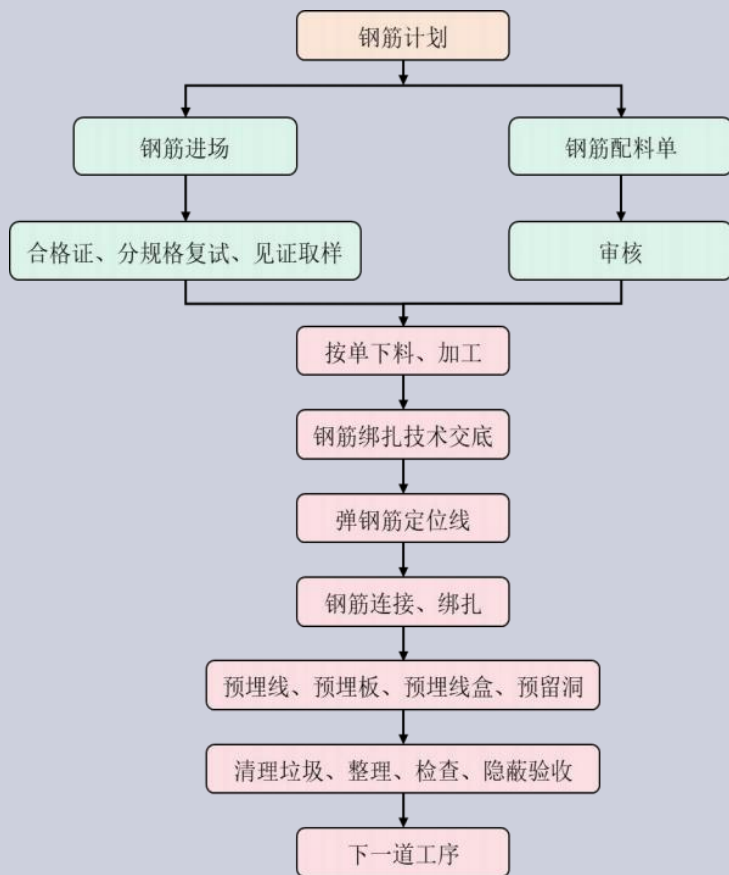 钢筋计划
钢筋进场
钢筋配料单
合格证、分规格复试、见证取样
审核
按单下料、加工
钢筋绑扎技术交底
弹钢筋定位线
钢筋连接、绑扎
预埋线、预埋板、预埋线盒、预留洞
清理垃圾、整理、检查、隐蔽验收
下一道工序